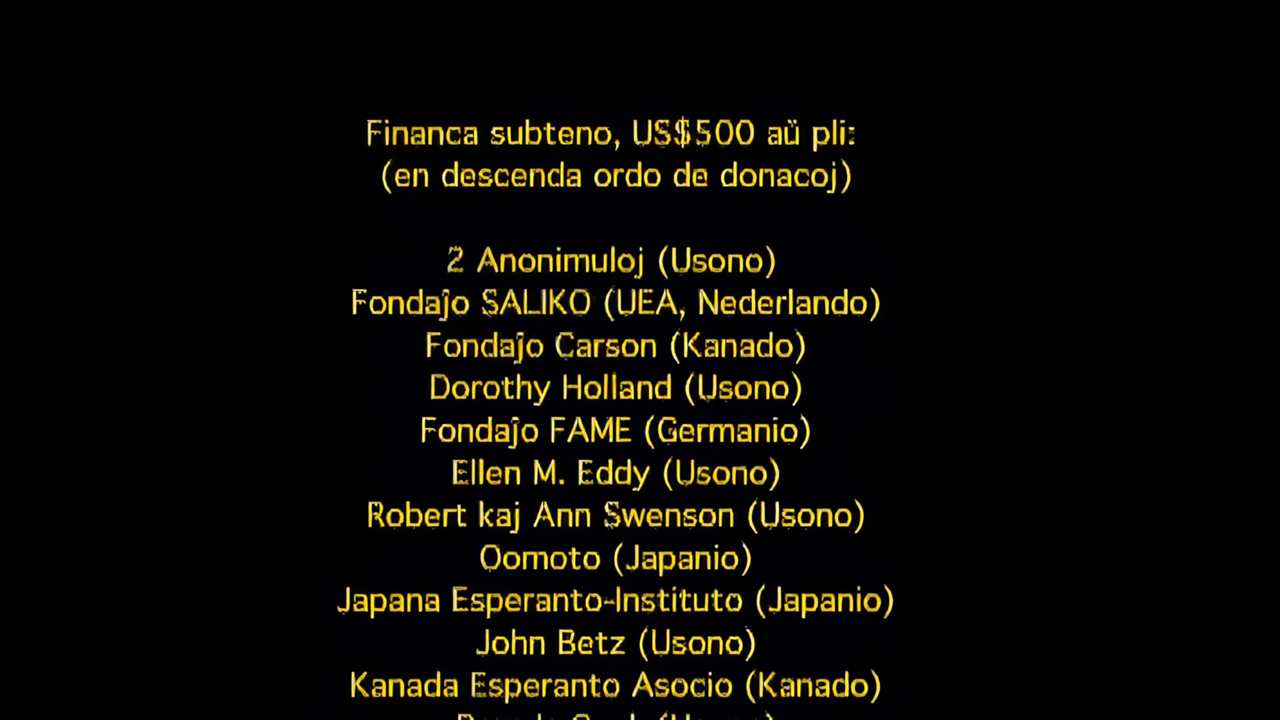 Financa subteno, US$500 aŭ pli:
(en descenda ordo de donacoj)
2 Anonimuloj (Usono)
Fondaĵo SALIKO (UEA, Nederlando)
Fondaĵo Carson (Kanado)
Dorothy Holland (Usono)
Fondaĵo FAME (Germanio)
Ellen M. Eddy (Usono)
Robert kaj Ann Swenson (Usono)
Oomoto (Japanio)
Japana Esperanto-Instituto (Japanio)
John Betz (Usono)
Kanada Esperanto Asocio (Kanado)